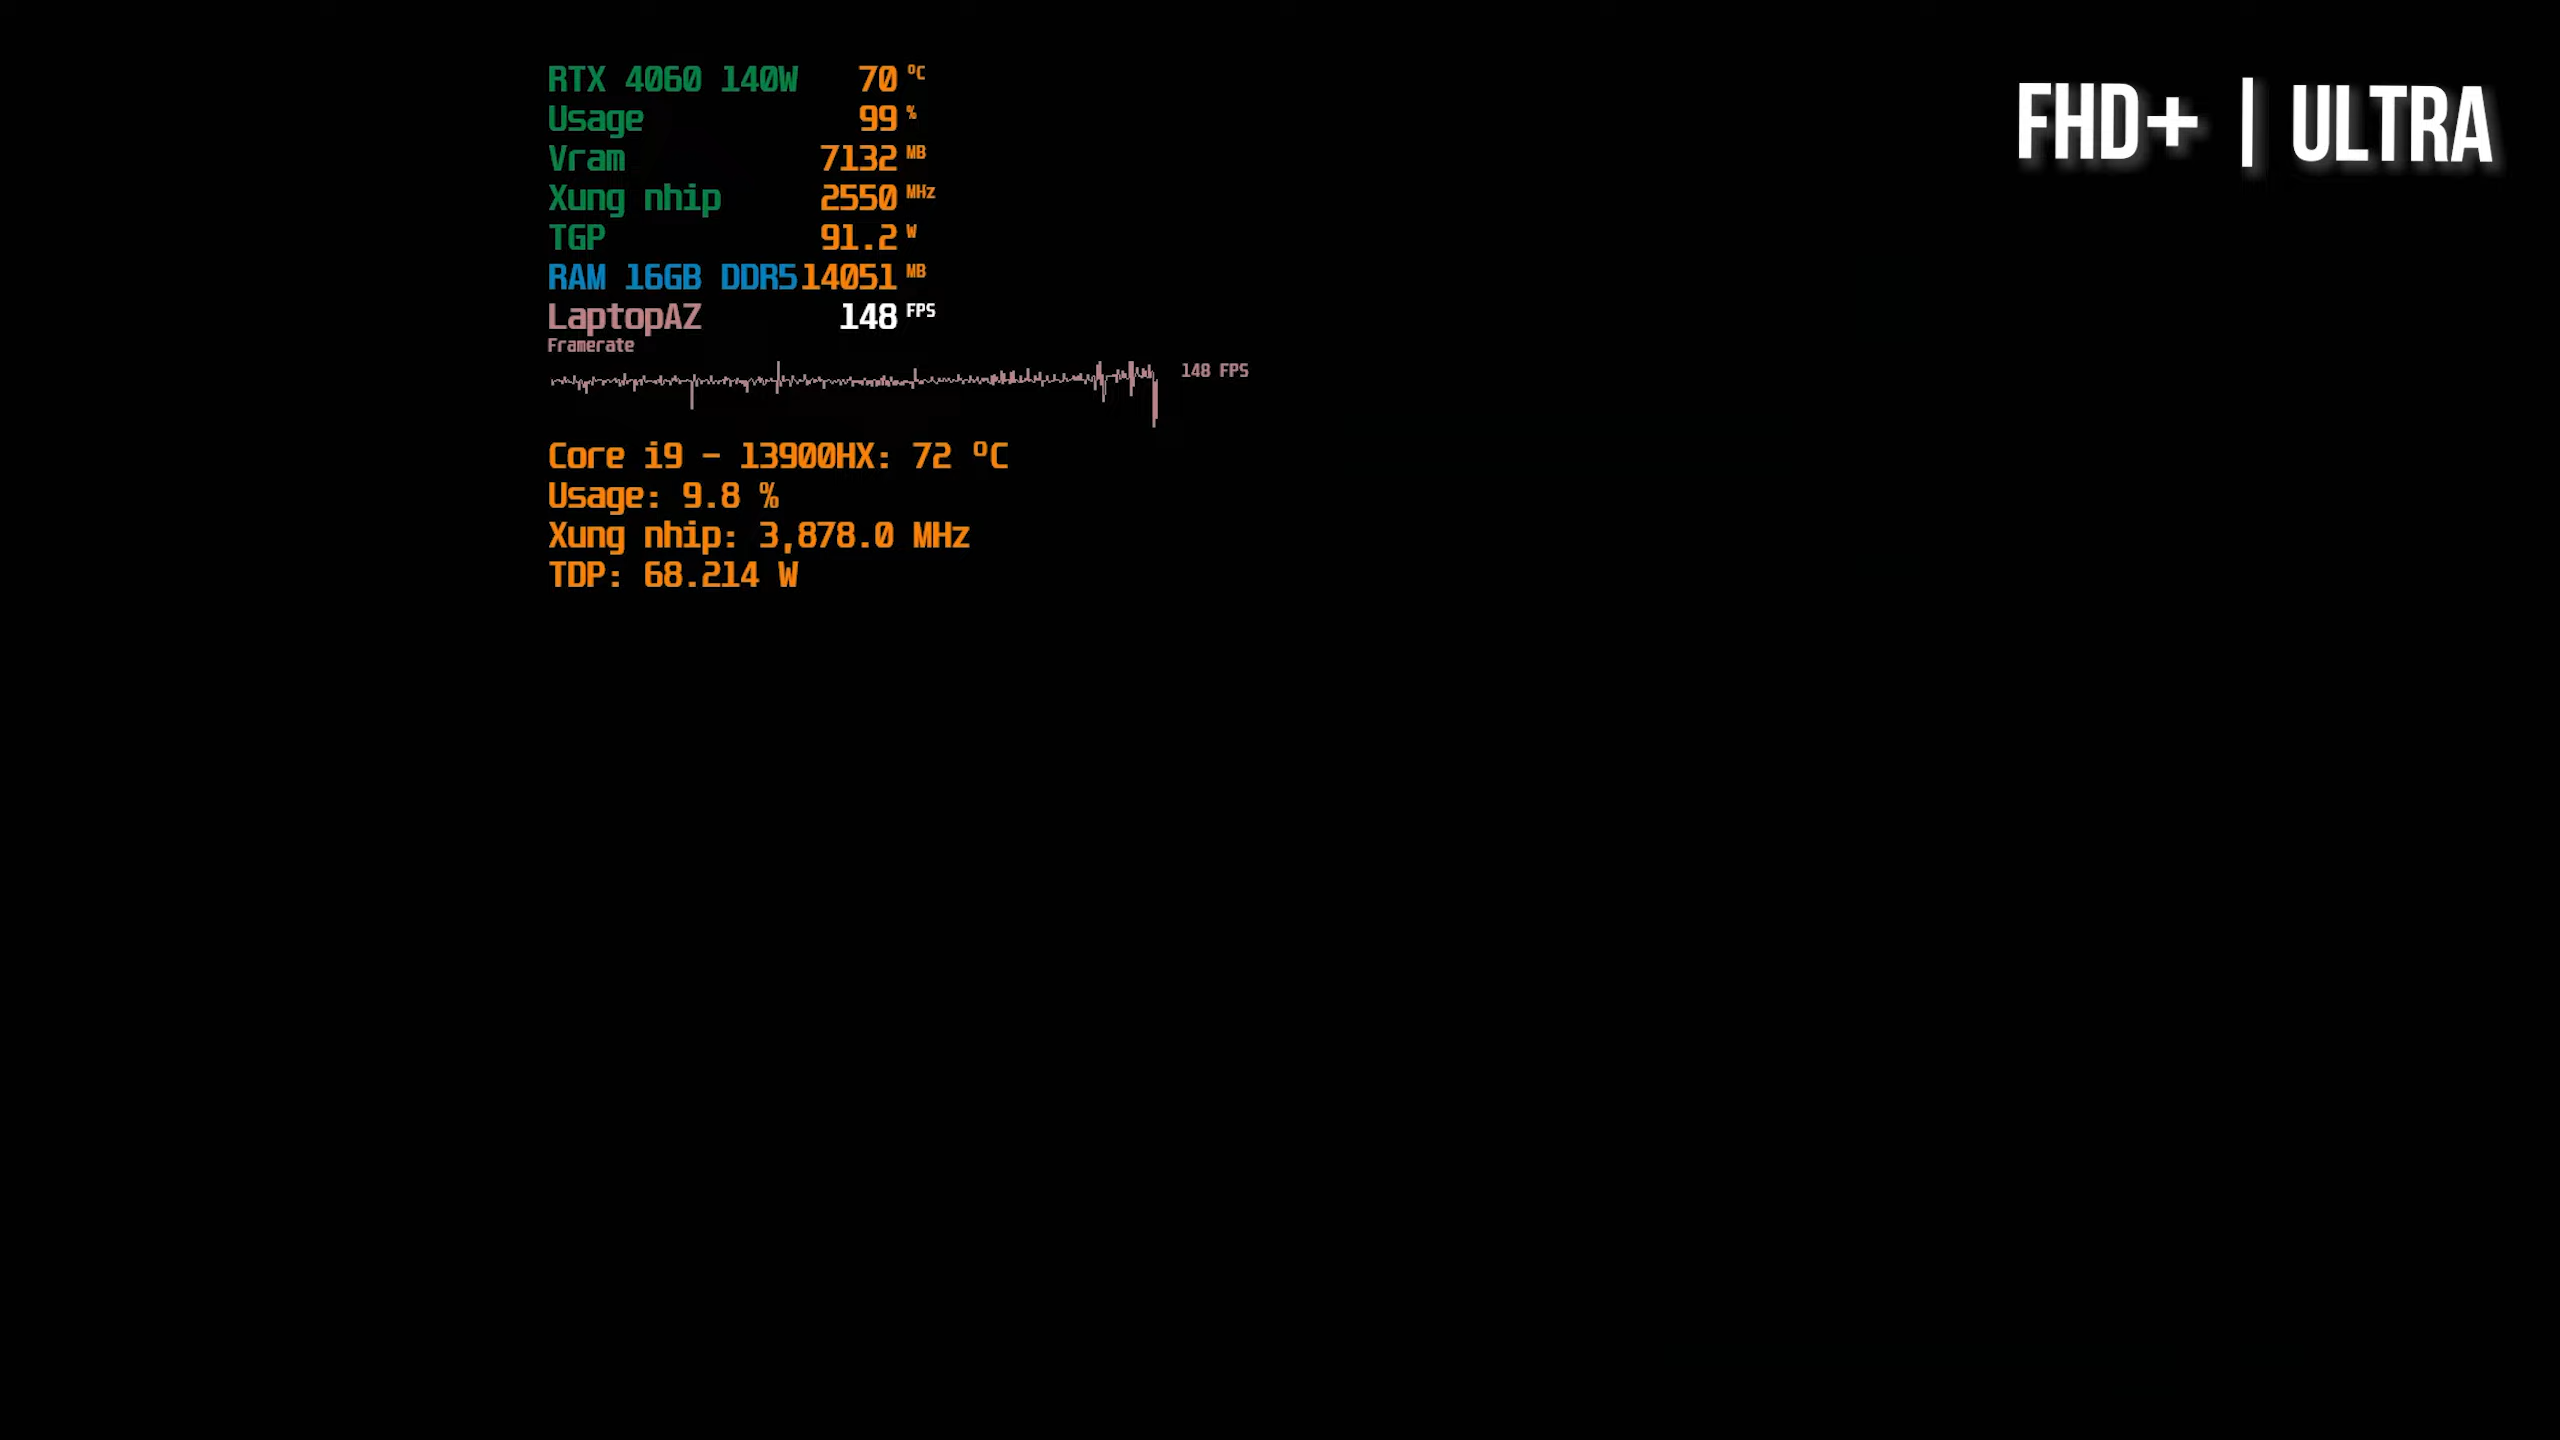 RTX 4060 140W 70 °C
Usage 99 %
Vram 7132 MB
Xung nhip 2550 MHz
TGP 91.2 W
RAM 16GB DDR5 14051 MB
LaptopAZ 148 FPS
Framerate
148 FPS
Core i9 - 13900HX: 72 °C
Usage: 9.8 %
Xung nhip: 3,878.0 MHz
TDP: 68.214 W
FHD+ | ULTRA